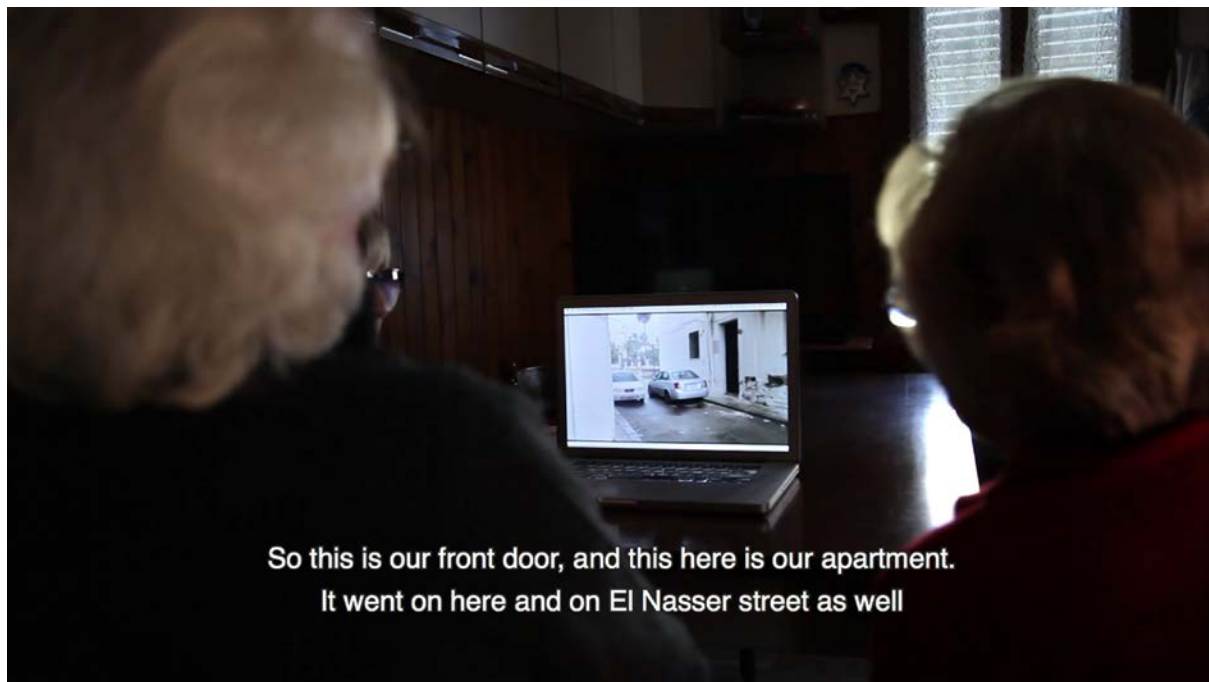 So this is our front door, and this here is our apartment.
It went on here and on El Nasser street as well